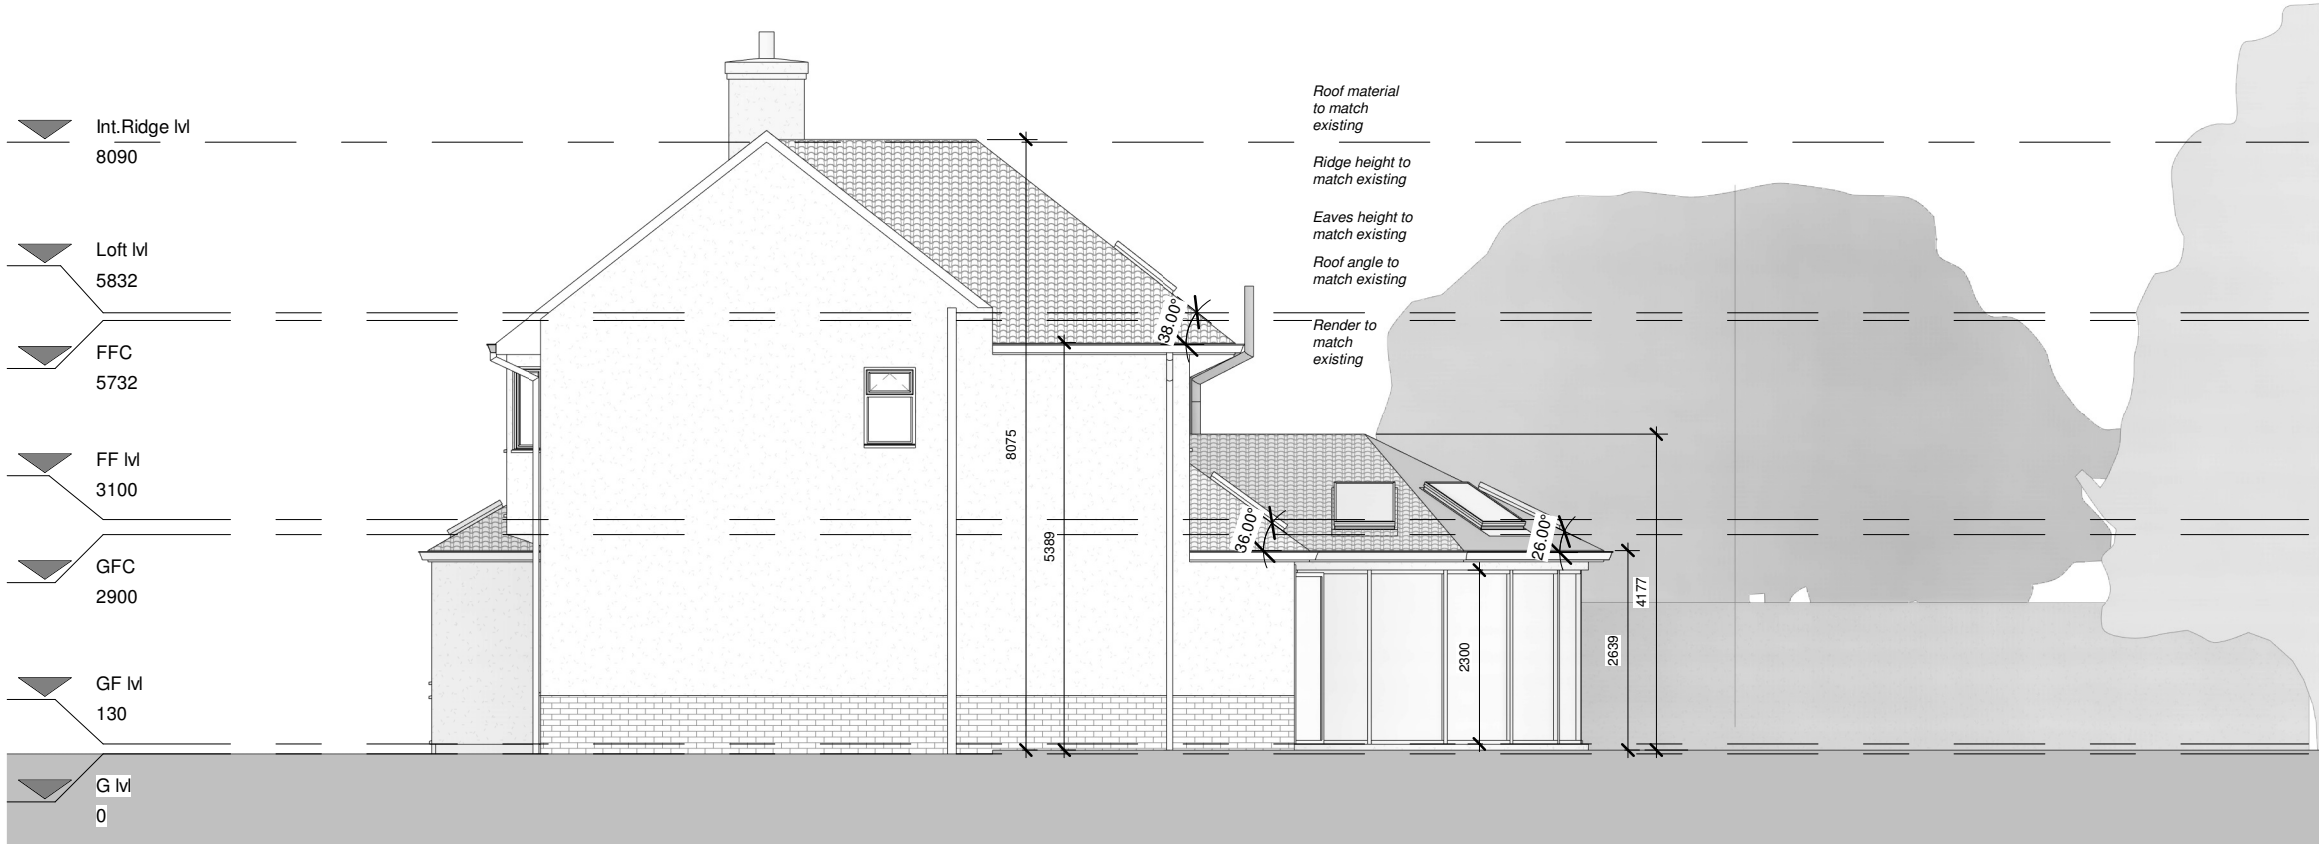 Int.Ridge lvl
8090
Loft lvl
5832
FFC
5732
FF lvl
3100
GFC
2900
GF lvl
130
G lvl
0
8075
5389
38.00°
36.00°
26.00°
2300
2639
4177
Roof material
to match
existing
Ridge height to
match existing
Eaves height to
match existing
Roof angle to
match existing
Render to
match
existing